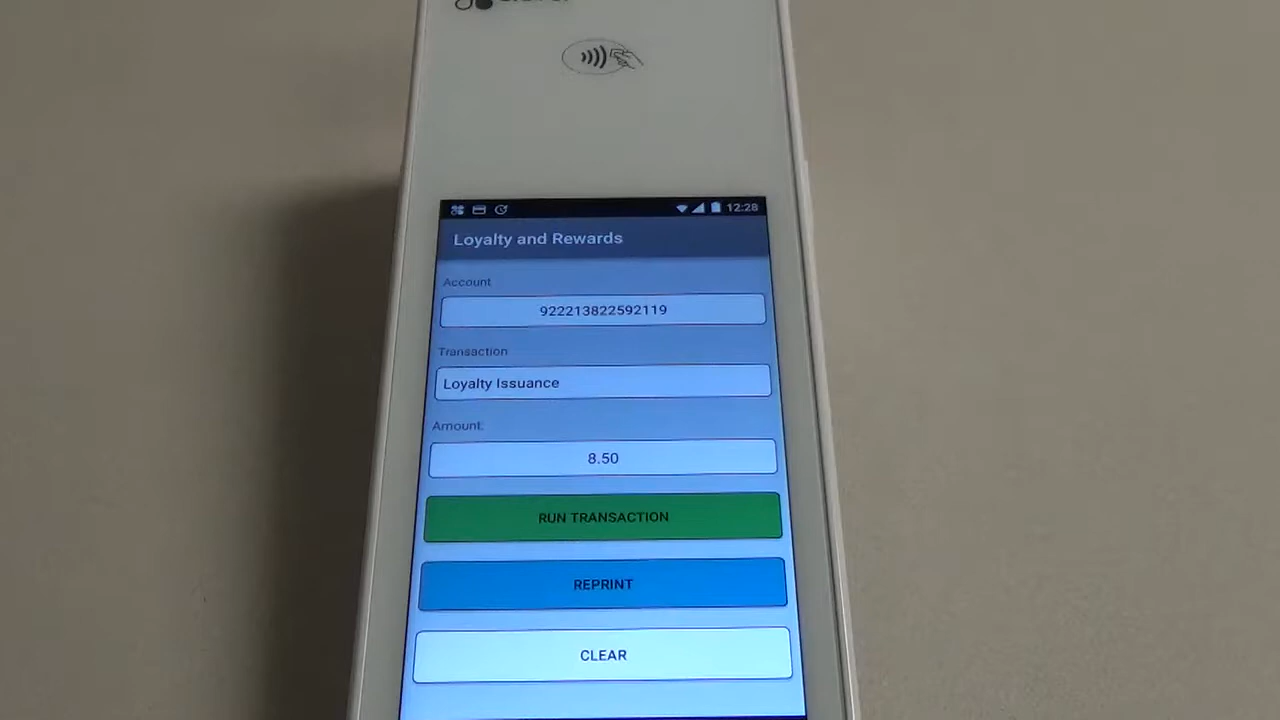 12:28
Loyalty and Rewards
Account
922213822592119
Transaction
Loyalty Issuance
Amount:
8.50
RUN TRANSACTION
REPRINT
CLEAR